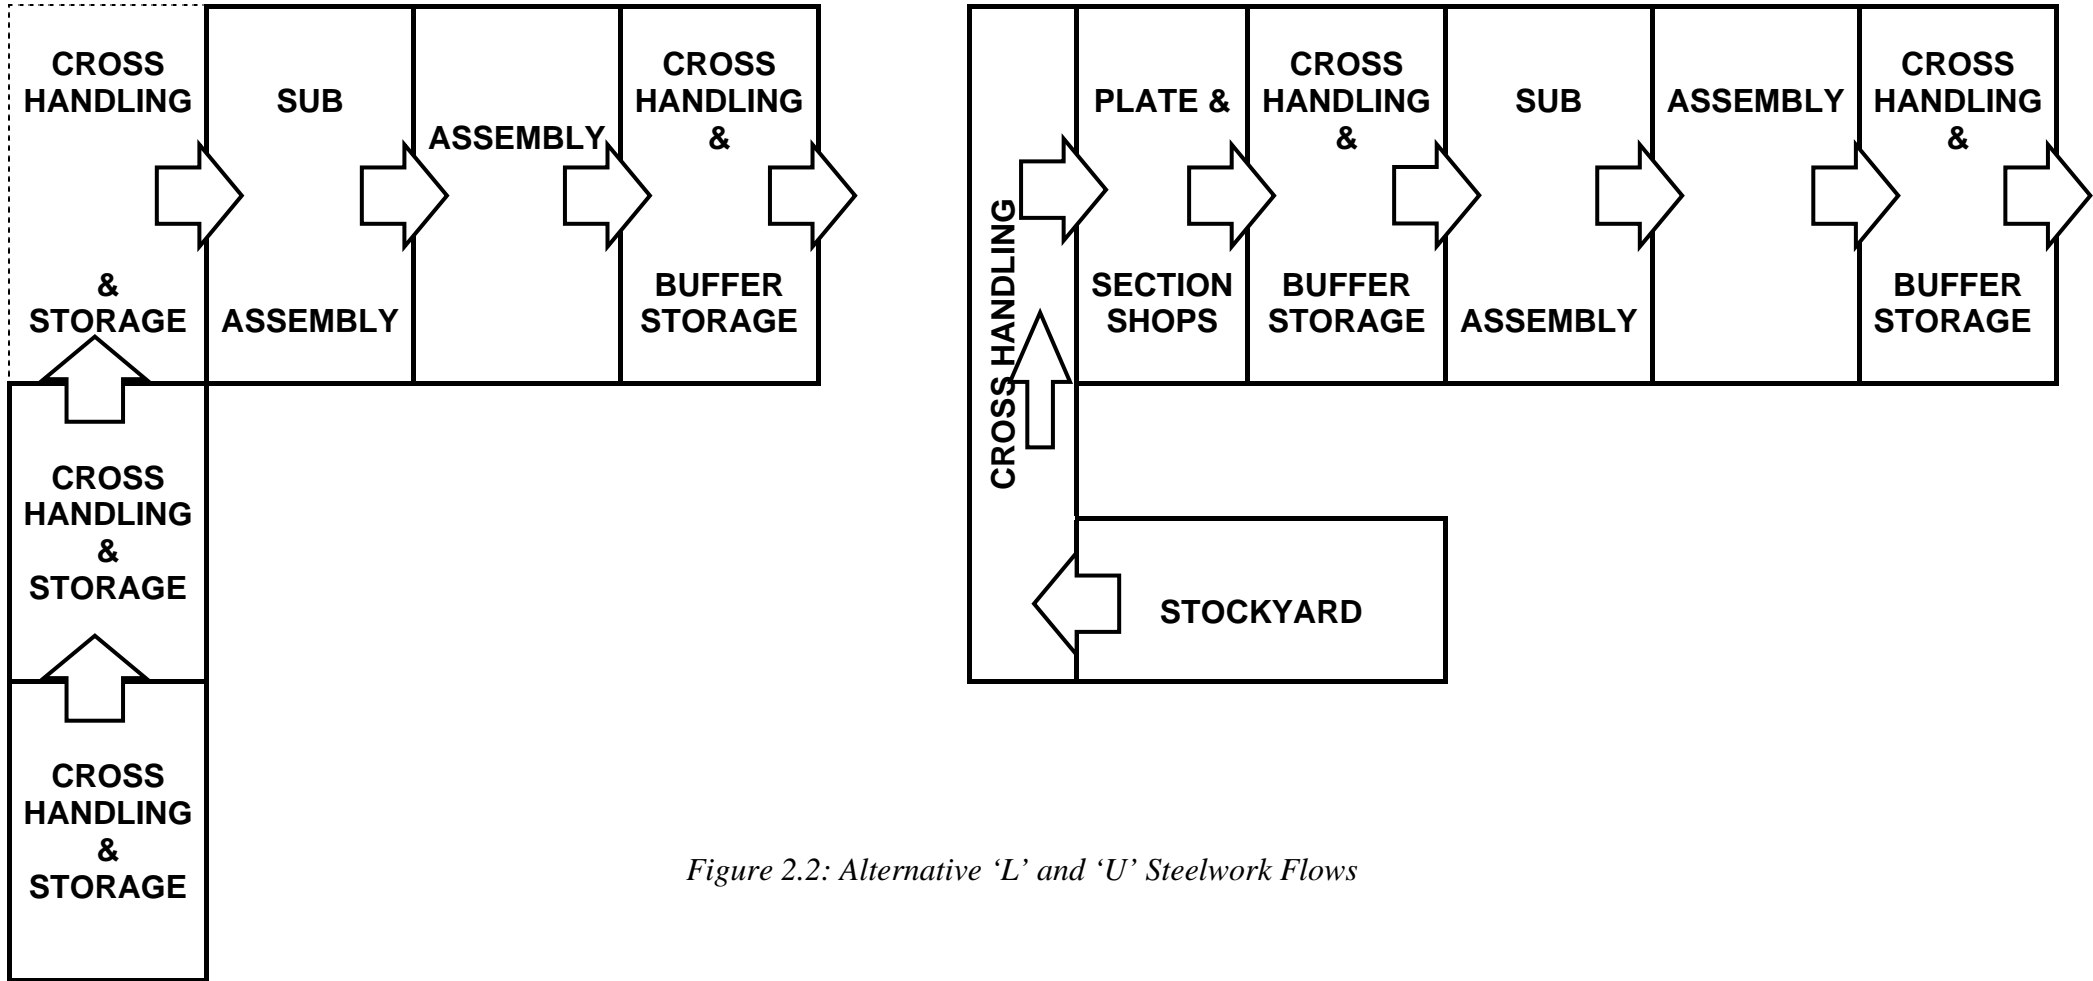 CROSS
HANDLING
&
STORAGE
SUB
ASSEMBLY
ASSEMBLY
CROSS
HANDLING
&
BUFFER
STORAGE
CROSS
HANDLING
&
STORAGE
CROSS
HANDLING
&
STORAGE
CROSS HANDLING
PLATE &
SECTION
SHOPS
CROSS
HANDLING
&
BUFFER
STORAGE
SUB
ASSEMBLY
ASSEMBLY
CROSS
HANDLING
&
BUFFER
STORAGE
STOCKYARD
Figure 2.2: Alternative ‘L’ and ‘U’ Steelwork Flows